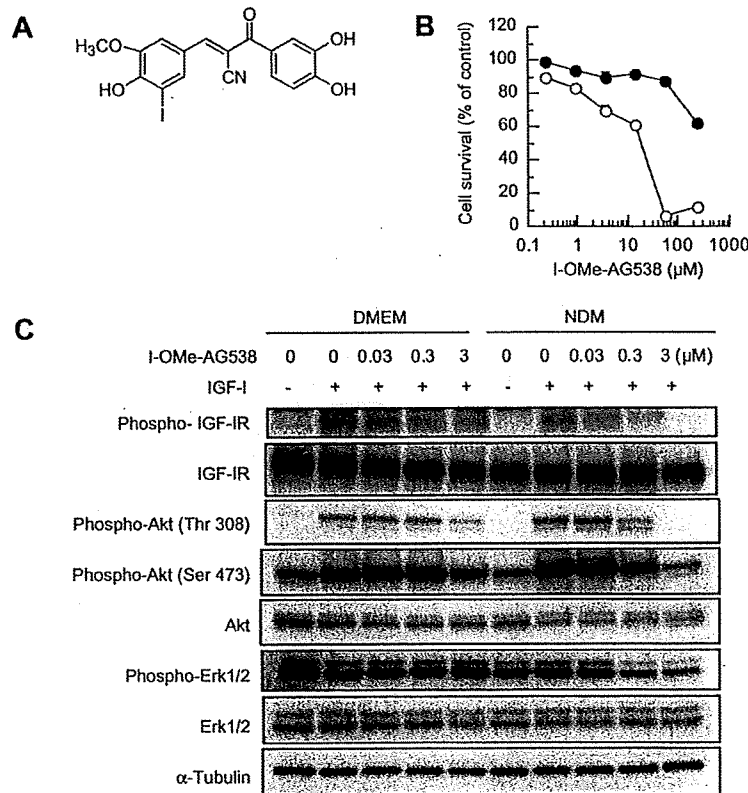 A
H₃CO
HO
I
O
CN
OH
OH
B
Cell survival (% of control)
120
100
80
60
40
20
0
0.1 1 10 100 1000
I-OMe-AG538 (µM)
C
DMEM NDM
I-OMe-AG538 0 0 0.03 0.3 3 0 0 0.03 0.3 3 (µM)
IGF-I - + + + + - + + + +
Phospho- IGF-IR
IGF-IR
Phospho-Akt (Thr 308)
Phospho-Akt (Ser 473)
Akt
Phospho-Erk1/2
Erk1/2
α-Tubulin